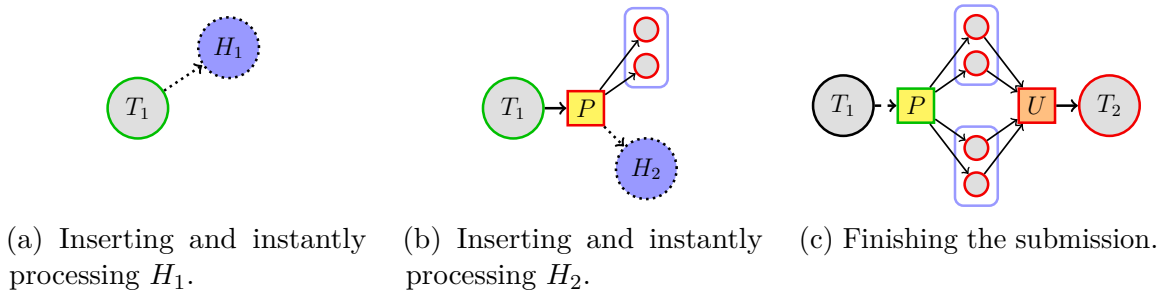 H₁
T₁
(a) Inserting and instantly
processing H₁.
T₁
P
H₂
(b) Inserting and instantly
processing H₂.
T₁
P
U
T₂
(c) Finishing the submission.